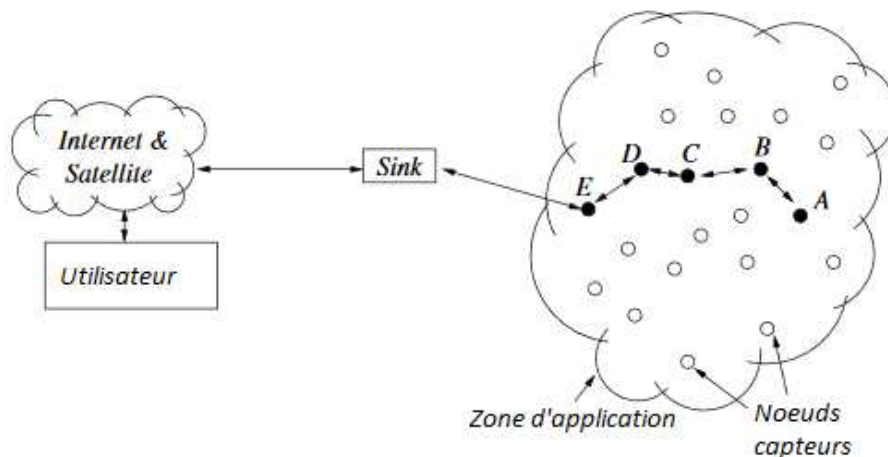 Internet &
Satellite
Utilisateur
Sink
E
D
C
B
A
Zone d'application
Noeuds
capteurs